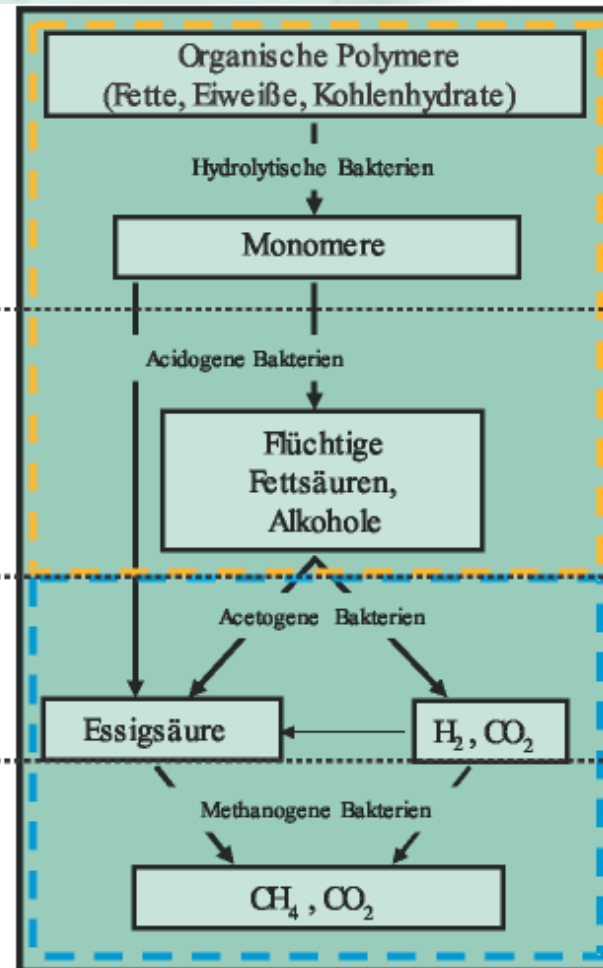 Organische Polymere
(Fette, Eiweiße, Kohlenhydrate)
Hydrolytische Bakterien
Monomere
Acidogene Bakterien
Flüchtige
Fettsäuren,
Alkohole
Acetogene Bakterien
Essigsäure
H₂, CO₂
Methanogene Bakterien
CH₄, CO₂